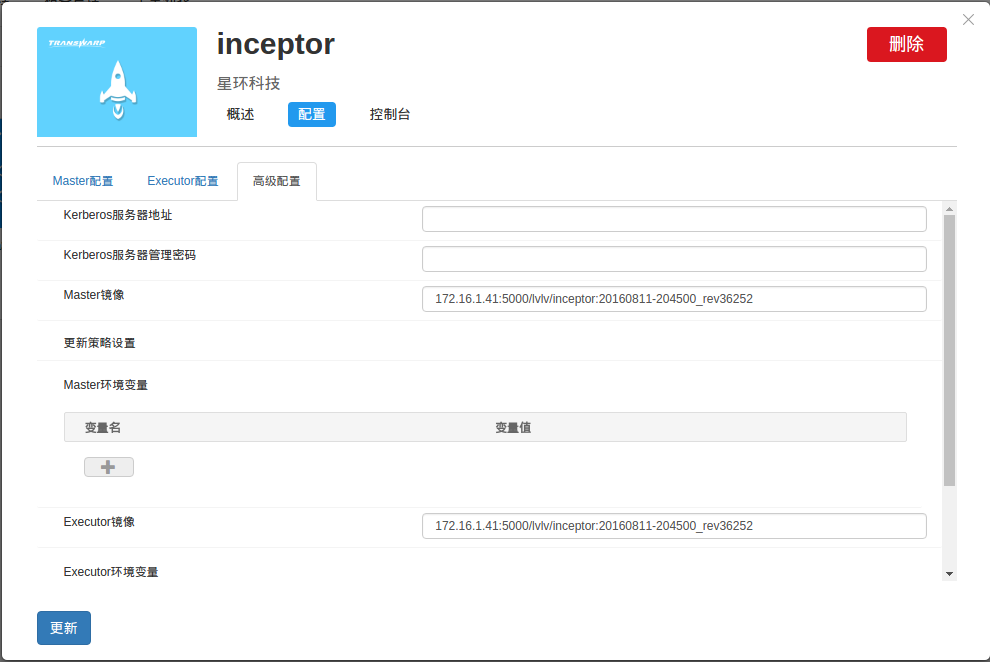 TRANSWARP
inceptor
删除
星环科技
概述 配置 控制台
Master配置 Executor配置 高级配置
Kerberos服务器地址
Kerberos服务器管理密码
Master镜像 172.16.1.41:5000/lvlv/inceptor:20160811-204500_rev36252
更新策略设置
Master环境变量
变量名 变量值
Executor镜像 172.16.1.41:5000/lvlv/inceptor:20160811-204500_rev36252
Executor环境变量
更新